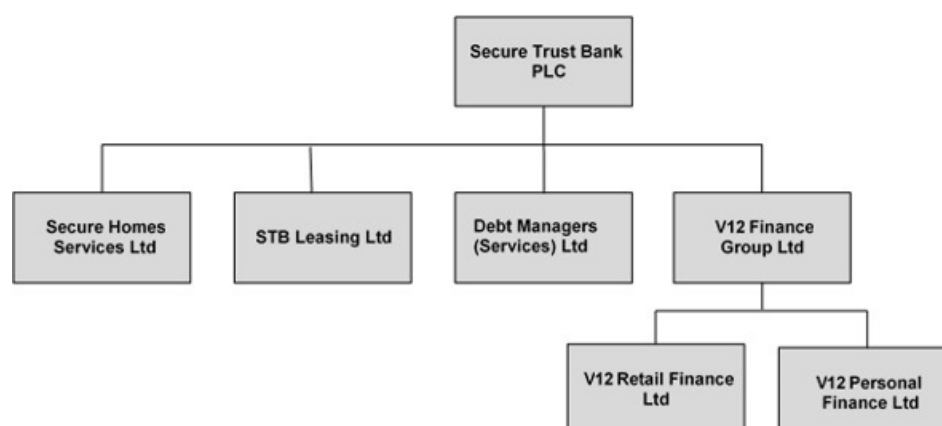 Secure Trust Bank
PLC
Secure Homes
Services Ltd
STB Leasing Ltd
Debt Managers
(Services) Ltd
V12 Finance
Group Ltd
V12 Retail Finance
Ltd
V12 Personal
Finance Ltd